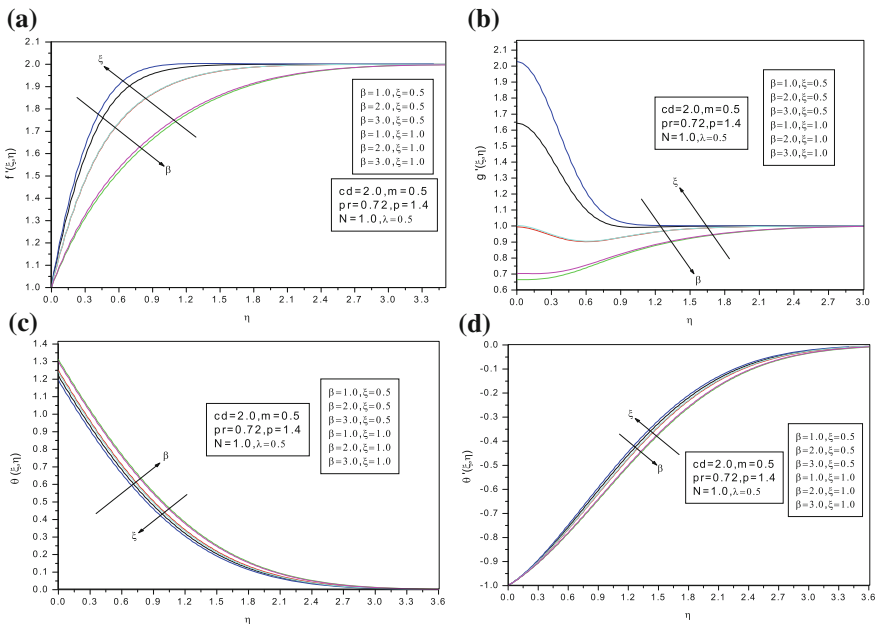 (a)
2.1
2.0
1.9
1.8
1.7
1.6
1.5
1.4
1.3
1.2
1.1
1.0
f '(ξ,η)
ξ
β
β=1.0,ξ=0.5
β=2.0,ξ=0.5
β=3.0,ξ=0.5
β=1.0,ξ=1.0
β=2.0,ξ=1.0
β=3.0,ξ=1.0
cd=2.0,m=0.5
pr=0.72,p=1.4
N=1.0,λ=0.5
0.0 0.3 0.6 0.9 1.2 1.5 1.8 2.1 2.4 2.7 3.0 3.3
η
(b)
2.1
2.0
1.9
1.8
1.7
1.6
1.5
1.4
1.3
1.2
1.1
1.0
0.9
0.8
0.7
0.6
g '(ξ,η)
cd=2.0,m=0.5
pr=0.72,p=1.4
N=1.0,λ=0.5
β=1.0,ξ=0.5
β=2.0,ξ=0.5
β=3.0,ξ=0.5
β=1.0,ξ=1.0
β=2.0,ξ=1.0
β=3.0,ξ=1.0
ξ
β
0.0 0.3 0.6 0.9 1.2 1.5 1.8 2.1 2.4 2.7 3.0
η
(c)
1.4
1.3
1.2
1.1
1.0
0.9
0.8
0.7
0.6
0.5
0.4
0.3
0.2
0.1
0.0
θ (ξ,η)
cd=2.0,m=0.5
pr=0.72,p=1.4
N=1.0,λ=0.5
β=1.0,ξ=0.5
β=2.0,ξ=0.5
β=3.0,ξ=0.5
β=1.0,ξ=1.0
β=2.0,ξ=1.0
β=3.0,ξ=1.0
β
ξ
0.0 0.3 0.6 0.9 1.2 1.5 1.8 2.1 2.4 2.7 3.0 3.3 3.6
η
(d)
0.0
-0.1
-0.2
-0.3
-0.4
-0.5
-0.6
-0.7
-0.8
-0.9
-1.0
θ '(ξ,η)
ξ
β
cd=2.0,m=0.5
pr=0.72,p=1.4
N=1.0,λ=0.5
β=1.0,ξ=0.5
β=2.0,ξ=0.5
β=3.0,ξ=0.5
β=1.0,ξ=1.0
β=2.0,ξ=1.0
β=3.0,ξ=1.0
0.0 0.3 0.6 0.9 1.2 1.5 1.8 2.1 2.4 2.7 3.0 3.3 3.6
η